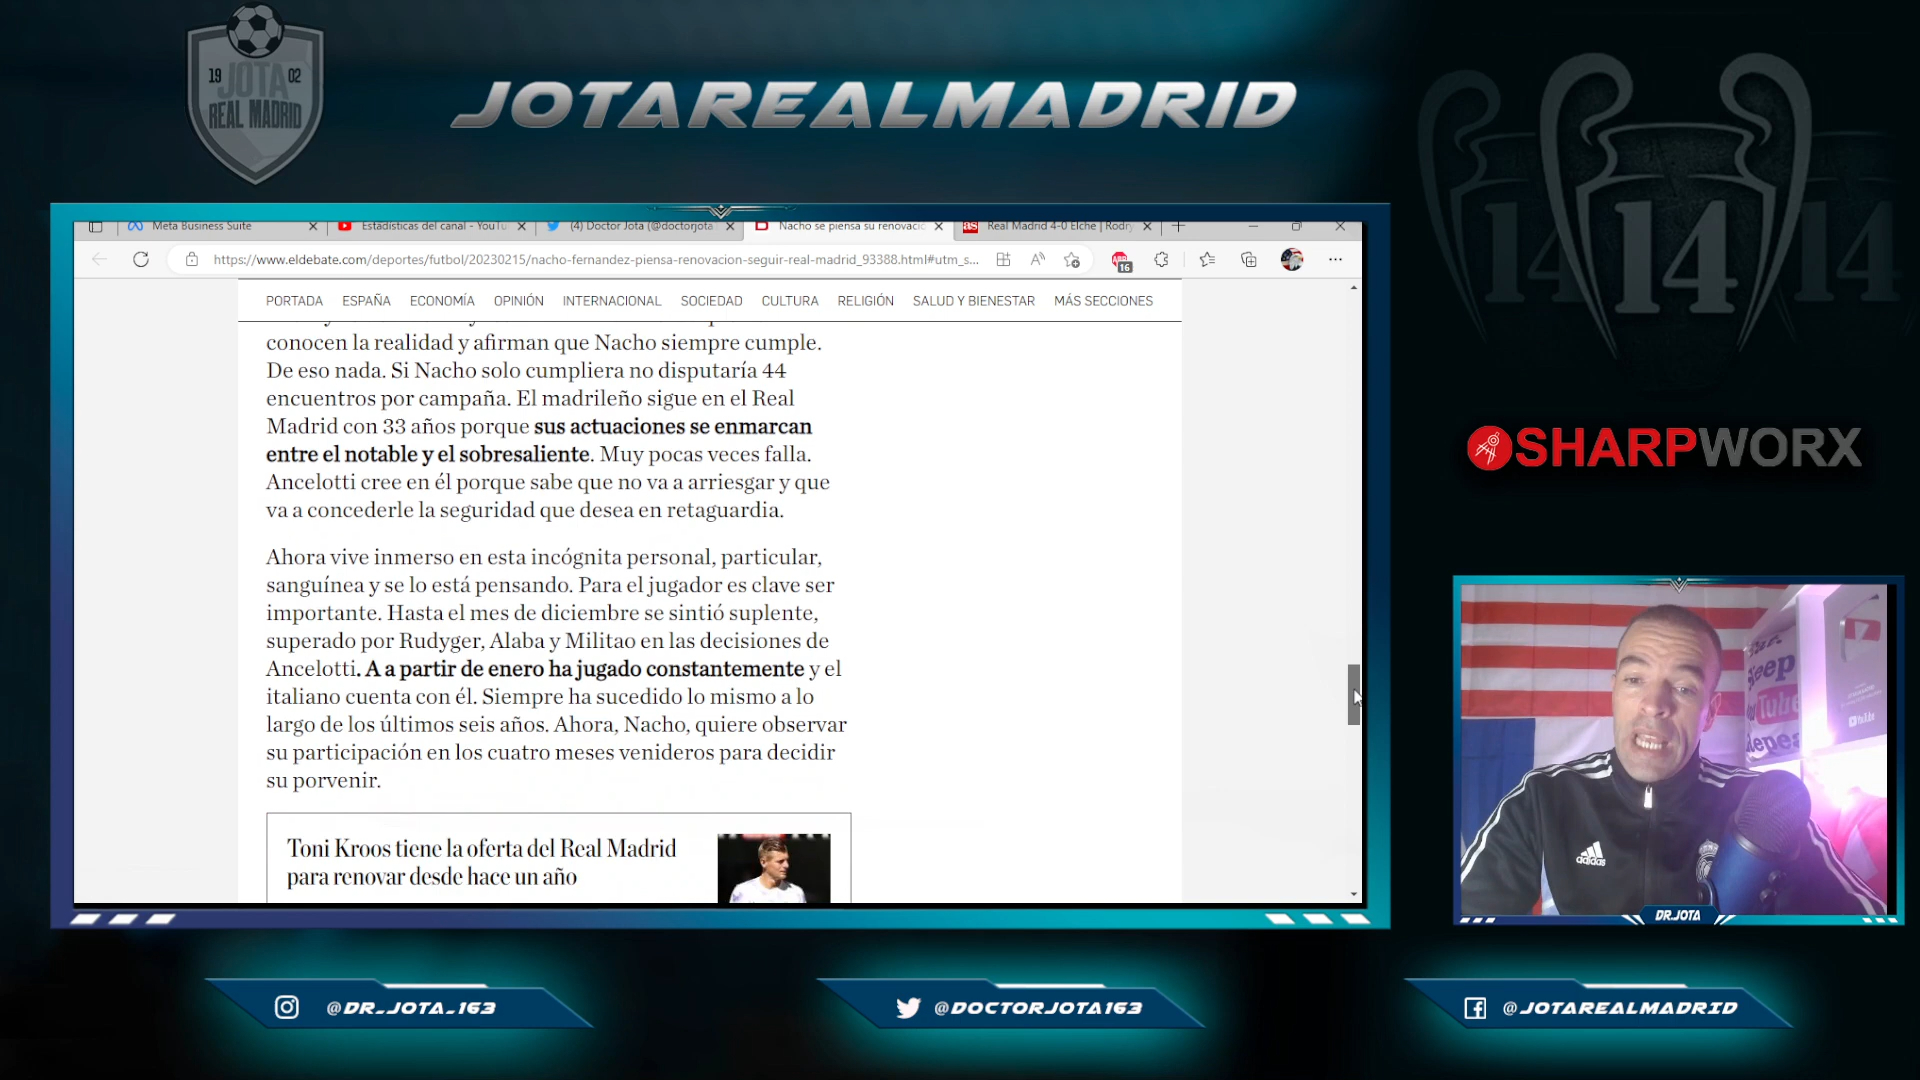 19 JOTA 02
REAL MADRID
JOTAREALMADRID
14
14
14
Meta Business Suite
Estadísticas del canal - YouTu
(4) Doctor Jota (@doctorjota
Nacho se piensa su renovació
as Real Madrid 4-0 Elche | Rodry
https://www.eldebate.com/deportes/futbol/20230215/nacho-fernandez-piensa-renovacion-seguir-real-madrid_93388.html#utm_s...
16
PORTADA ESPAÑA ECONOMÍA OPINIÓN INTERNACIONAL SOCIEDAD CULTURA RELIGIÓN SALUD Y BIENESTAR MÁS SECCIONES
conocen la realidad y afirman que Nacho siempre cumple.
De eso nada. Si Nacho solo cumpliera no disputaría 44
encuentros por campaña. El madrileño sigue en el Real
Madrid con 33 años porque sus actuaciones se enmarcan
entre el notable y el sobresaliente. Muy pocas veces falla.
Ancelotti cree en él porque sabe que no va a arriesgar y que
va a concederle la seguridad que desea en retaguardia.
Ahora vive inmerso en esta incógnita personal, particular,
sanguínea y se lo está pensando. Para el jugador es clave ser
importante. Hasta el mes de diciembre se sintió suplente,
superado por Rudyger, Alaba y Militao en las decisiones de
Ancelotti. A a partir de enero ha jugado constantemente y el
italiano cuenta con él. Siempre ha sucedido lo mismo a lo
largo de los últimos seis años. Ahora, Nacho, quiere observar
su participación en los cuatro meses venideros para decidir
su porvenir.
Toni Kroos tiene la oferta del Real Madrid
para renovar desde hace un año
SHARPWORX
Keep
Tube
Repeat
YouTube
adidas
DR.JOTA
@DR_JOTA_163
@DOCTORJOTA163
@JOTAREALMADRID